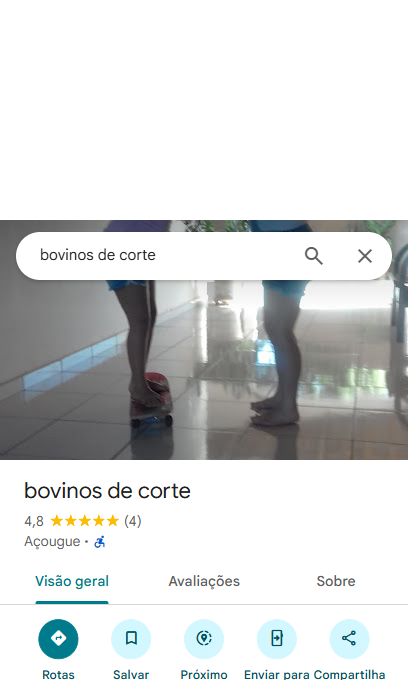 bovinos de corte
bovinos de corte
4,8 (4)
Açougue ·
Visão geral Avaliações Sobre
Rotas Salvar Próximo Enviar para Compartilha